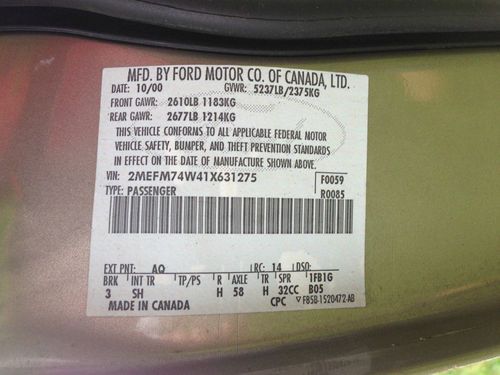 MFD. BY FORD MOTOR CO. OF CANADA, LTD.
DATE: 10/00 GVWR: 5237LB/2375KG
FRONT GAWR: 2610LB 1183KG
REAR GAWR: 2677LB 1214KG
THIS VEHICLE CONFORMS TO ALL APPLICABLE FEDERAL MOTOR
VEHICLE SAFETY, BUMPER, AND THEFT PREVENTION STANDARDS
IN EFFECT ON THE DATE OF MANUFACTURE SHOWN ABOVE.
VIN: 2MEFM74W41X631275 F0059
TYPE: PASSENGER R0085
EXT PNT: AQ RC: 14 DSO:
BRK INT TR TP/PS R AXLE TR SPR 1FB1G
3 SH H 58 H 32CC B05
MADE IN CANADA CPC ▽ F85B-1520472-AB